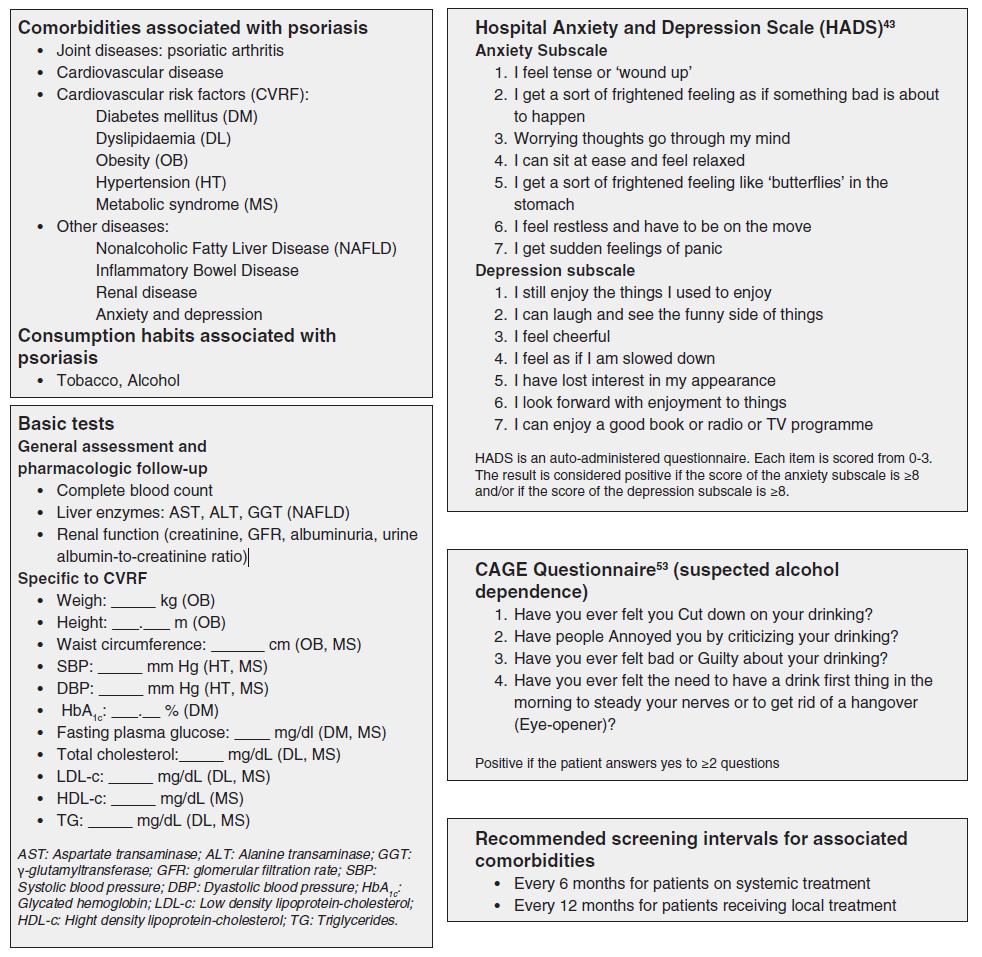 Comorbidities associated with psoriasis
• Joint diseases: psoriatic arthritis
• Cardiovascular disease
• Cardiovascular risk factors (CVRF):
Diabetes mellitus (DM)
Dyslipidaemia (DL)
Obesity (OB)
Hypertension (HT)
Metabolic syndrome (MS)
• Other diseases:
Nonalcoholic Fatty Liver Disease (NAFLD)
Inflammatory Bowel Disease
Renal disease
Anxiety and depression
Consumption habits associated with
psoriasis
• Tobacco, Alcohol
Basic tests
General assessment and
pharmacologic follow-up
• Complete blood count
• Liver enzymes: AST, ALT, GGT (NAFLD)
• Renal function (creatinine, GFR, albuminuria, urine
albumin-to-creatinine ratio)
Specific to CVRF
• Weigh: _____ kg (OB)
• Height: ___.___ m (OB)
• Waist circumference: ______ cm (OB, MS)
• SBP: _____ mm Hg (HT, MS)
• DBP: _____ mm Hg (HT, MS)
• HbA1c: ___.__ % (DM)
• Fasting plasma glucose: ____ mg/dl (DM, MS)
• Total cholesterol:_____ mg/dL (DL, MS)
• LDL-c: _____ mg/dL (DL, MS)
• HDL-c: _____ mg/dL (MS)
• TG: _____ mg/dL (DL, MS)
AST: Aspartate transaminase; ALT: Alanine transaminase; GGT:
γ-glutamyltransferase; GFR: glomerular filtration rate; SBP:
Systolic blood pressure; DBP: Dyastolic blood pressure; HbA1c:
Glycated hemoglobin; LDL-c: Low density lipoprotein-cholesterol;
HDL-c: Hight density lipoprotein-cholesterol; TG: Triglycerides.
Hospital Anxiety and Depression Scale (HADS)43
Anxiety Subscale
1. I feel tense or ‘wound up’
2. I get a sort of frightened feeling as if something bad is about
to happen
3. Worrying thoughts go through my mind
4. I can sit at ease and feel relaxed
5. I get a sort of frightened feeling like ‘butterflies’ in the
stomach
6. I feel restless and have to be on the move
7. I get sudden feelings of panic
Depression subscale
1. I still enjoy the things I used to enjoy
2. I can laugh and see the funny side of things
3. I feel cheerful
4. I feel as if I am slowed down
5. I have lost interest in my appearance
6. I look forward with enjoyment to things
7. I can enjoy a good book or radio or TV programme
HADS is an auto-administered questionnaire. Each item is scored from 0-3.
The result is considered positive if the score of the anxiety subscale is ≥8
and/or if the score of the depression subscale is ≥8.
CAGE Questionnaire53 (suspected alcohol
dependence)
1. Have you ever felt you Cut down on your drinking?
2. Have people Annoyed you by criticizing your drinking?
3. Have you ever felt bad or Guilty about your drinking?
4. Have you ever felt the need to have a drink first thing in the
morning to steady your nerves or to get rid of a hangover
(Eye-opener)?
Positive if the patient answers yes to ≥2 questions
Recommended screening intervals for associated
comorbidities
• Every 6 months for patients on systemic treatment
• Every 12 months for patients receiving local treatment